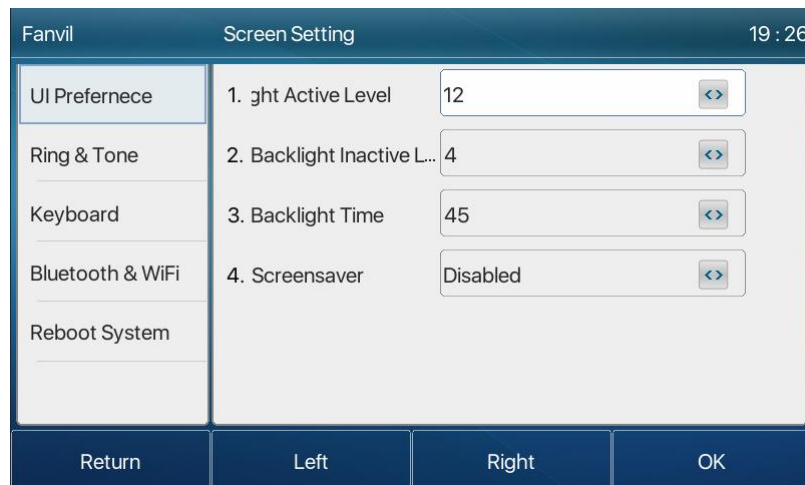 Fanvil Screen Setting 19 : 26
UI Prefernece
Ring & Tone
Keyboard
Bluetooth & WiFi
Reboot System
1. ght Active Level 12
2. Backlight Inactive L... 4
3. Backlight Time 45
4. Screensaver Disabled
Return Left Right OK